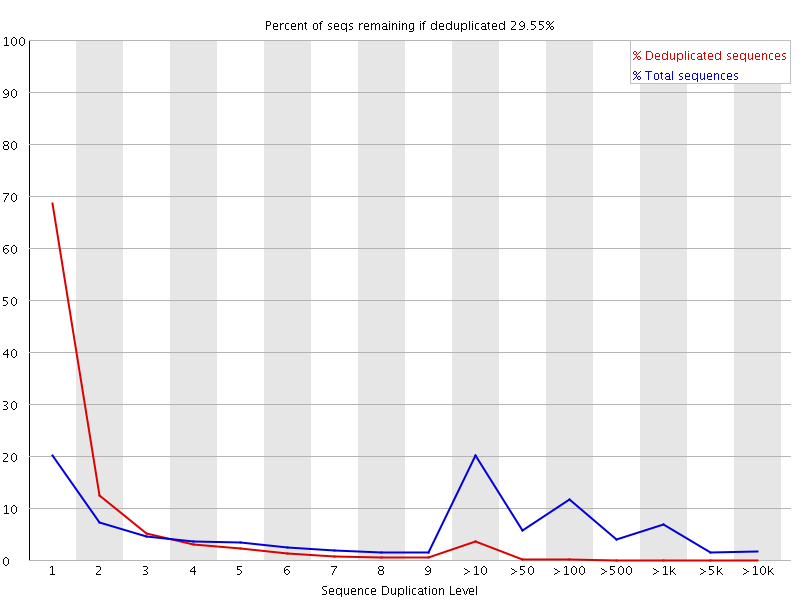 Percent of seqs remaining if deduplicated 29.55%
% Deduplicated sequences
% Total sequences
100
90
80
70
60
50
40
30
20
10
0
1 2 3 4 5 6 7 8 9 >10 >50 >100 >500 >1k >5k >10k
Sequence Duplication Level